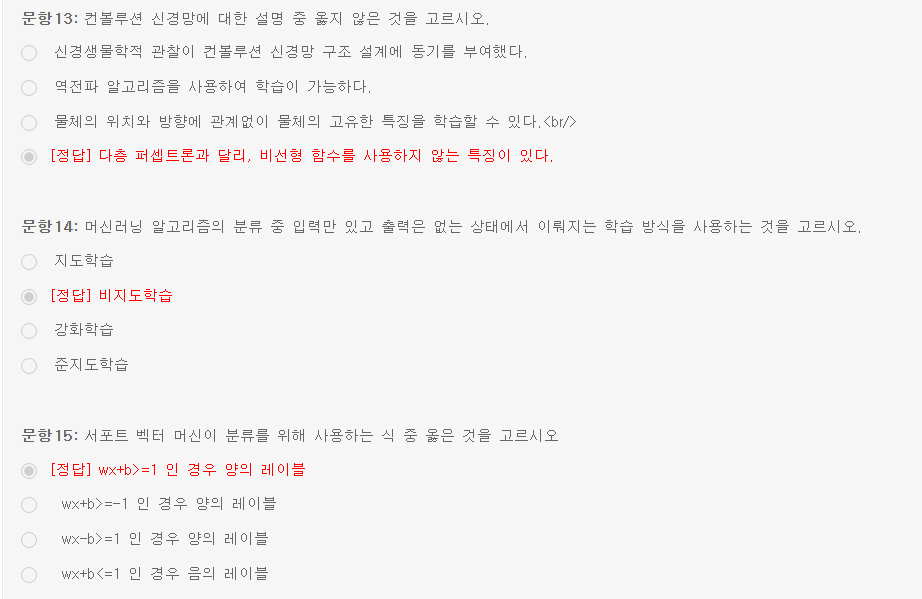 문항13: 컨볼루션 신경망에 대한 설명 중 옳지 않은 것을 고르시오.
신경생물학적 관찰이 컨볼루션 신경망 구조 설계에 동기를 부여했다.
역전파 알고리즘을 사용하여 학습이 가능하다.
물체의 위치와 방향에 관계없이 물체의 고유한 특징을 학습할 수 있다.<br/>
[정답] 다층 퍼셉트론과 달리, 비선형 함수를 사용하지 않는 특징이 있다.
문항14: 머신러닝 알고리즘의 분류 중 입력만 있고 출력은 없는 상태에서 이뤄지는 학습 방식을 사용하는 것을 고르시오.
지도학습
[정답] 비지도학습
강화학습
준지도학습
문항15: 서포트 벡터 머신이 분류를 위해 사용하는 식 중 옳은 것을 고르시오
[정답] wx+b>=1 인 경우 양의 레이블
wx+b>=-1 인 경우 양의 레이블
wx-b>=1 인 경우 양의 레이블
wx+b<=1 인 경우 음의 레이블